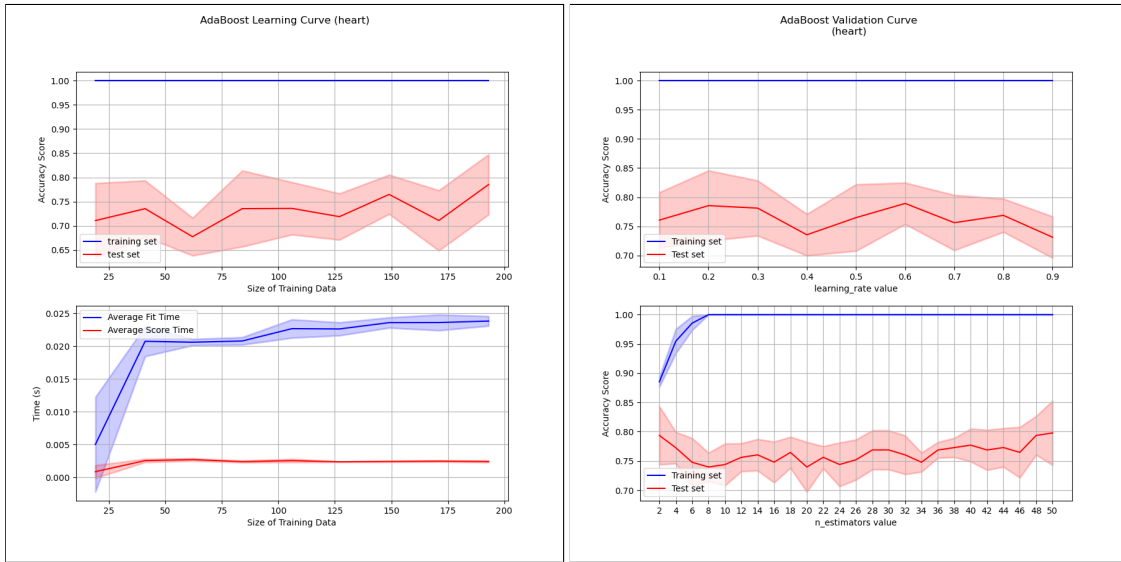 AdaBoost Learning Curve (heart)
1.00
0.95
0.90
0.85
0.80
0.75
0.70
0.65
Accuracy Score
training set
test set
25 50 75 100 125 150 175 200
Size of Training Data
0.025
0.020
0.015
0.010
0.005
0.000
Time (s)
Average Fit Time
Average Score Time
25 50 75 100 125 150 175 200
Size of Training Data
AdaBoost Validation Curve
(heart)
1.00
0.95
0.90
0.85
0.80
0.75
0.70
Accuracy Score
Training set
Test set
0.1 0.2 0.3 0.4 0.5 0.6 0.7 0.8 0.9
learning_rate value
1.00
0.95
0.90
0.85
0.80
0.75
0.70
Accuracy Score
Training set
Test set
2 4 6 8 10 12 14 16 18 20 22 24 26 28 30 32 34 36 38 40 42 44 46 48 50
n_estimators value